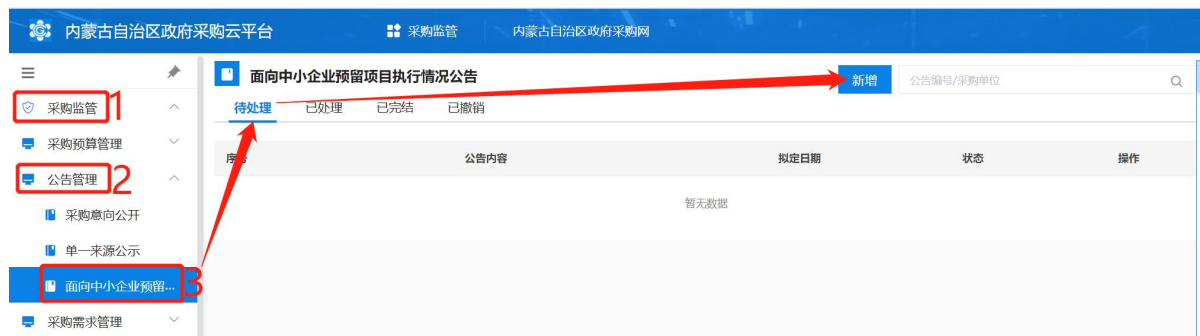 内蒙古自治区政府采购云平台 采购监管 内蒙古自治区政府采购网
面向中小企业预留项目执行情况公告 新增 公告编号/采购单位
采购监管 1 待处理 已处理 已完结 已撤销
采购预算管理
序号 公告内容 拟定日期 状态 操作
公告管理 2
暂无数据
采购意向公开
单一来源公示
面向中小企业预留... 3
采购需求管理